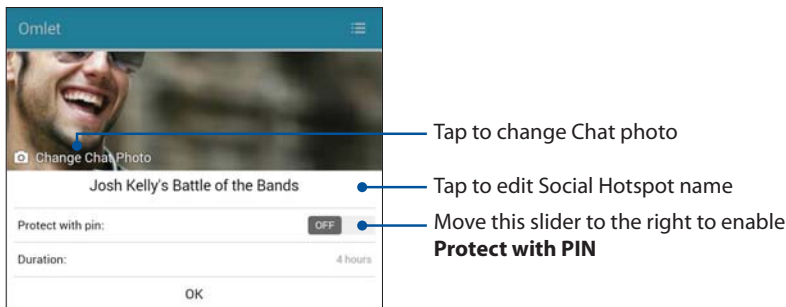 Omlet
Change Chat Photo
Josh Kelly's Battle of the Bands
Protect with pin:
OFF
Duration:
4 hours
OK
Tap to change Chat photo
Tap to edit Social Hotspot name
Move this slider to the right to enable
Protect with PIN